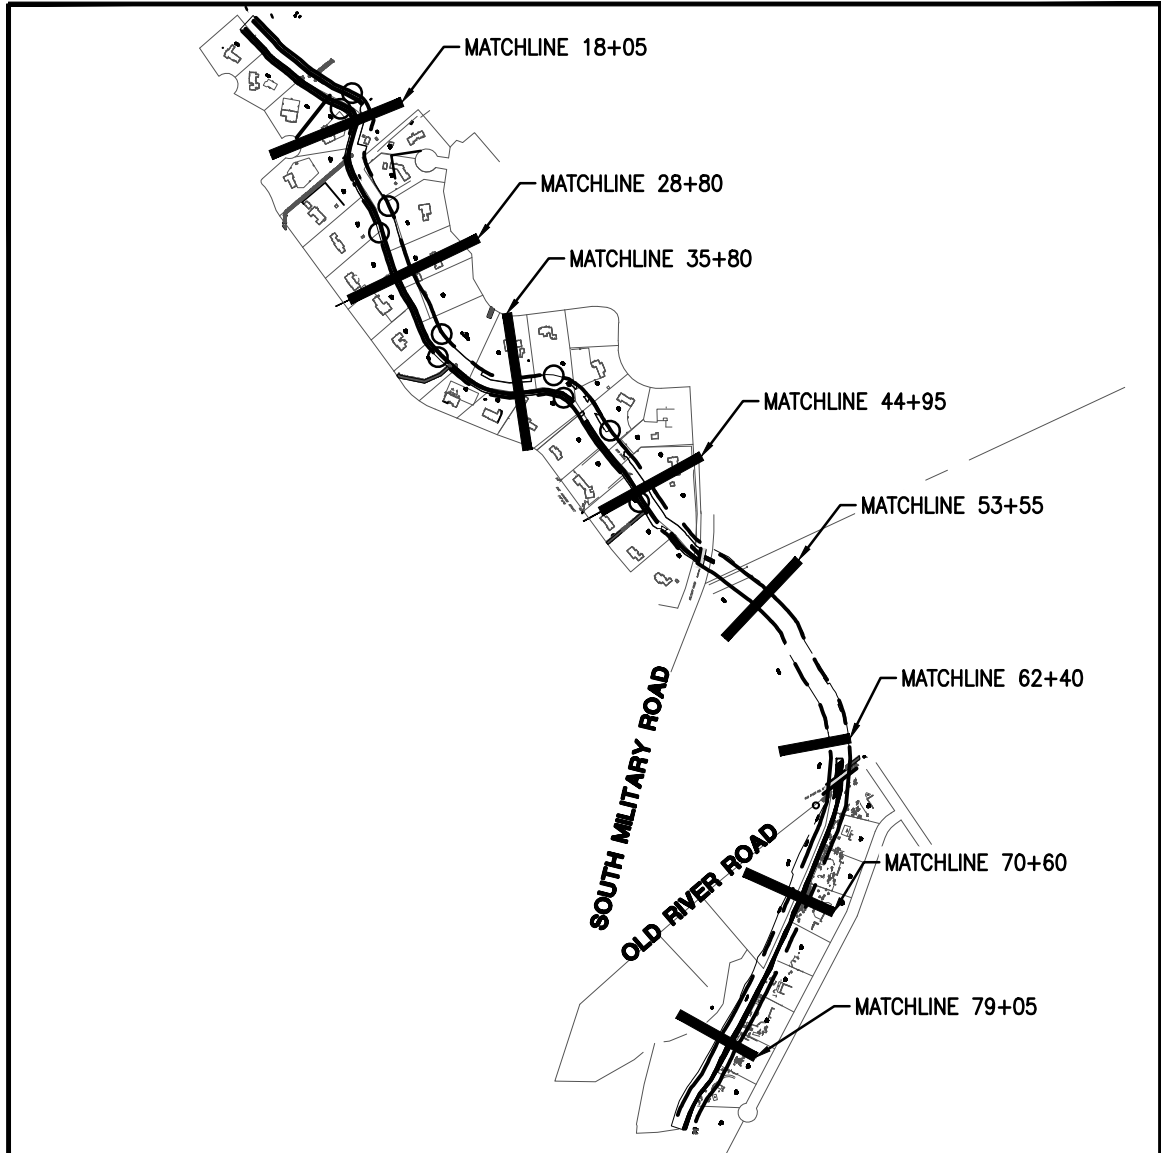 MATCHLINE 18+05
MATCHLINE 28+80
MATCHLINE 35+80
MATCHLINE 44+95
MATCHLINE 53+55
MATCHLINE 62+40
SOUTH MILITARY ROAD
OLD RIVER ROAD
MATCHLINE 70+60
MATCHLINE 79+05